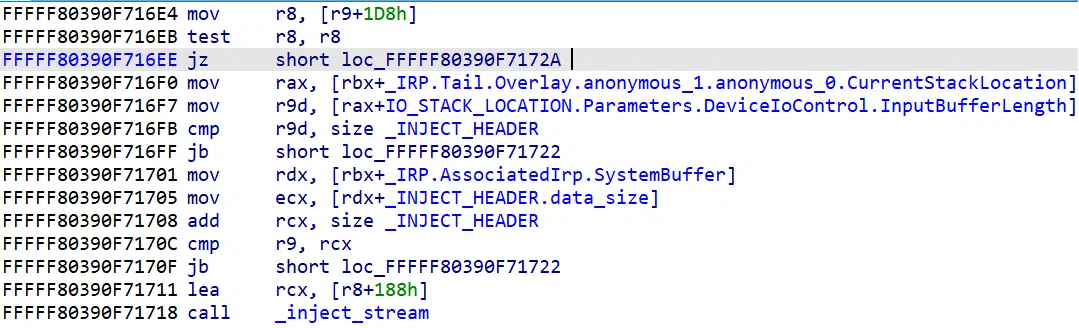 FFFFF80390F716E4 mov r8, [r9+1D8h]
FFFFF80390F716EB test r8, r8
FFFFF80390F716EE jz short loc_FFFFF80390F7172A
FFFFF80390F716F0 mov rax, [rbx+_IRP.Tail.Overlay.anonymous_1.anonymous_0.CurrentStackLocation]
FFFFF80390F716F7 mov r9d, [rax+IO_STACK_LOCATION.Parameters.DeviceIoControl.InputBufferLength]
FFFFF80390F716FB cmp r9d, size _INJECT_HEADER
FFFFF80390F716FF jb short loc_FFFFF80390F71722
FFFFF80390F71701 mov rdx, [rbx+_IRP.AssociatedIrp.SystemBuffer]
FFFFF80390F71705 mov ecx, [rdx+_INJECT_HEADER.data_size]
FFFFF80390F71708 add rcx, size _INJECT_HEADER
FFFFF80390F7170C cmp r9, rcx
FFFFF80390F7170F jb short loc_FFFFF80390F71722
FFFFF80390F71711 lea rcx, [r8+188h]
FFFFF80390F71718 call _inject_stream